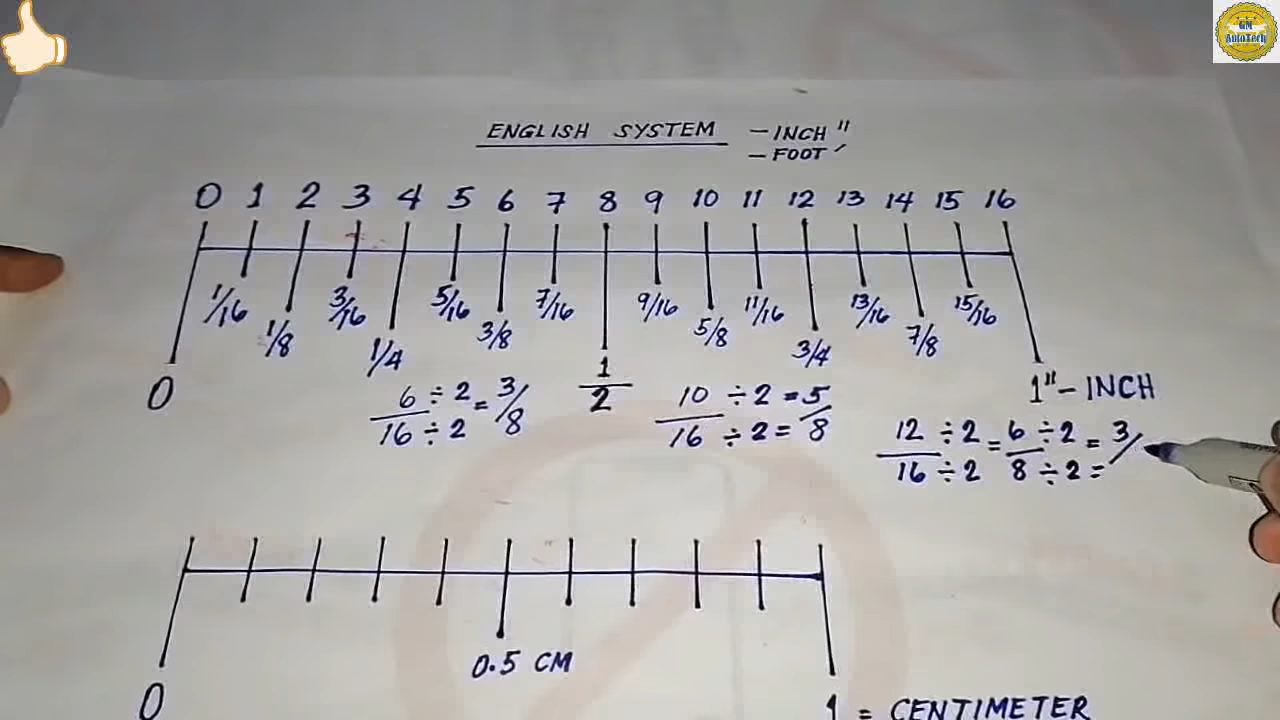 GN
AutoTech
ENGLISH SYSTEM - INCH "
- FOOT '
0 1 2 3 4 5 6 7 8 9 10 11 12 13 14 15 16
1/16 1/8 3/16 1/4 5/16 3/8 7/16 1/2 9/16 5/8 11/16 3/4 13/16 7/8 15/16
0 1" - INCH
6 ÷ 2 = 3/8
16 ÷ 2
10 ÷ 2 = 5/8
16 ÷ 2 =
12 ÷ 2 = 6 ÷ 2 = 3/
16 ÷ 2 8 ÷ 2 =
0.5 CM
0 1 = CENTIMETER